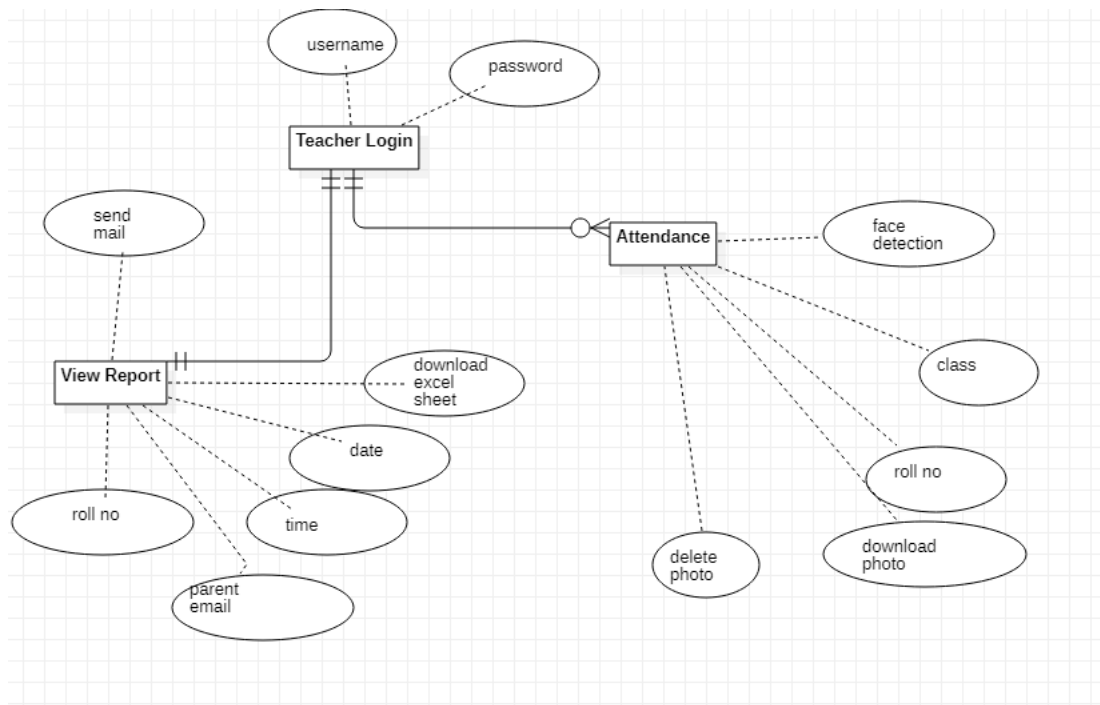 username
password
Teacher Login
send
mail
face
detection
Attendance
View Report
download
excel
sheet
class
date
roll no
roll no
time
download
photo
delete
photo
parent
email